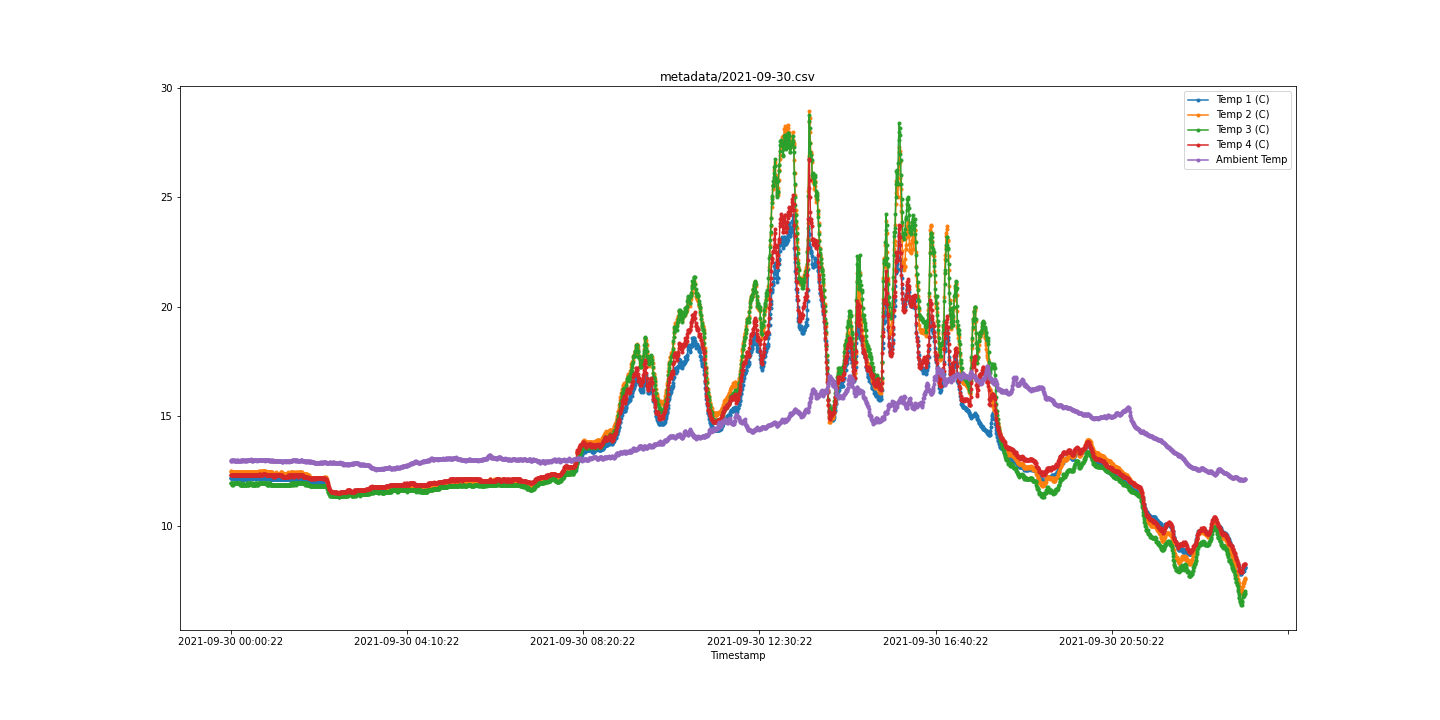 metadata/2021-09-30.csv
30
25
20
15
10
Temp 1 (C)
Temp 2 (C)
Temp 3 (C)
Temp 4 (C)
Ambient Temp
2021-09-30 00:00:22 2021-09-30 04:10:22 2021-09-30 08:20:22 2021-09-30 12:30:22 2021-09-30 16:40:22 2021-09-30 20:50:22
Timestamp